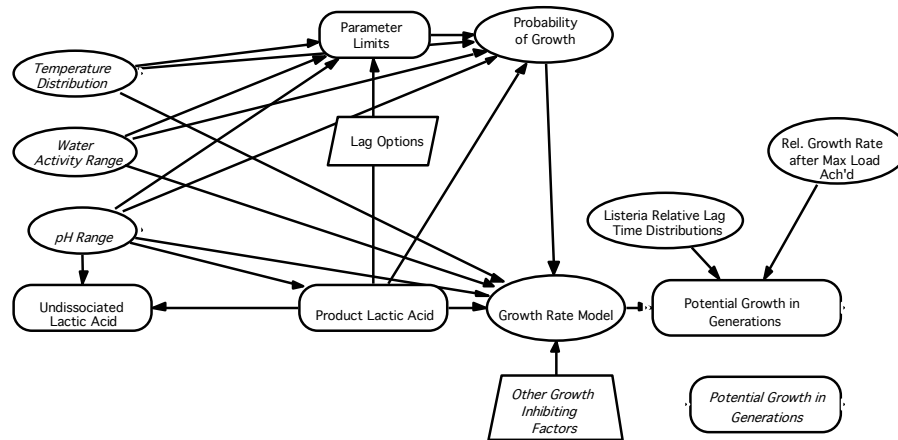 Parameter
Limits
Probability
of Growth
Temperature
Distribution
Lag Options
Water
Activity Range
Rel. Growth Rate
after Max Load
Ach'd
pH Range
Listeria Relative Lag
Time Distributions
Undissociated
Lactic Acid
Product Lactic Acid
Growth Rate Model
Potential Growth in
Generations
Other Growth
Inhibiting
Factors
Potential Growth in
Generations